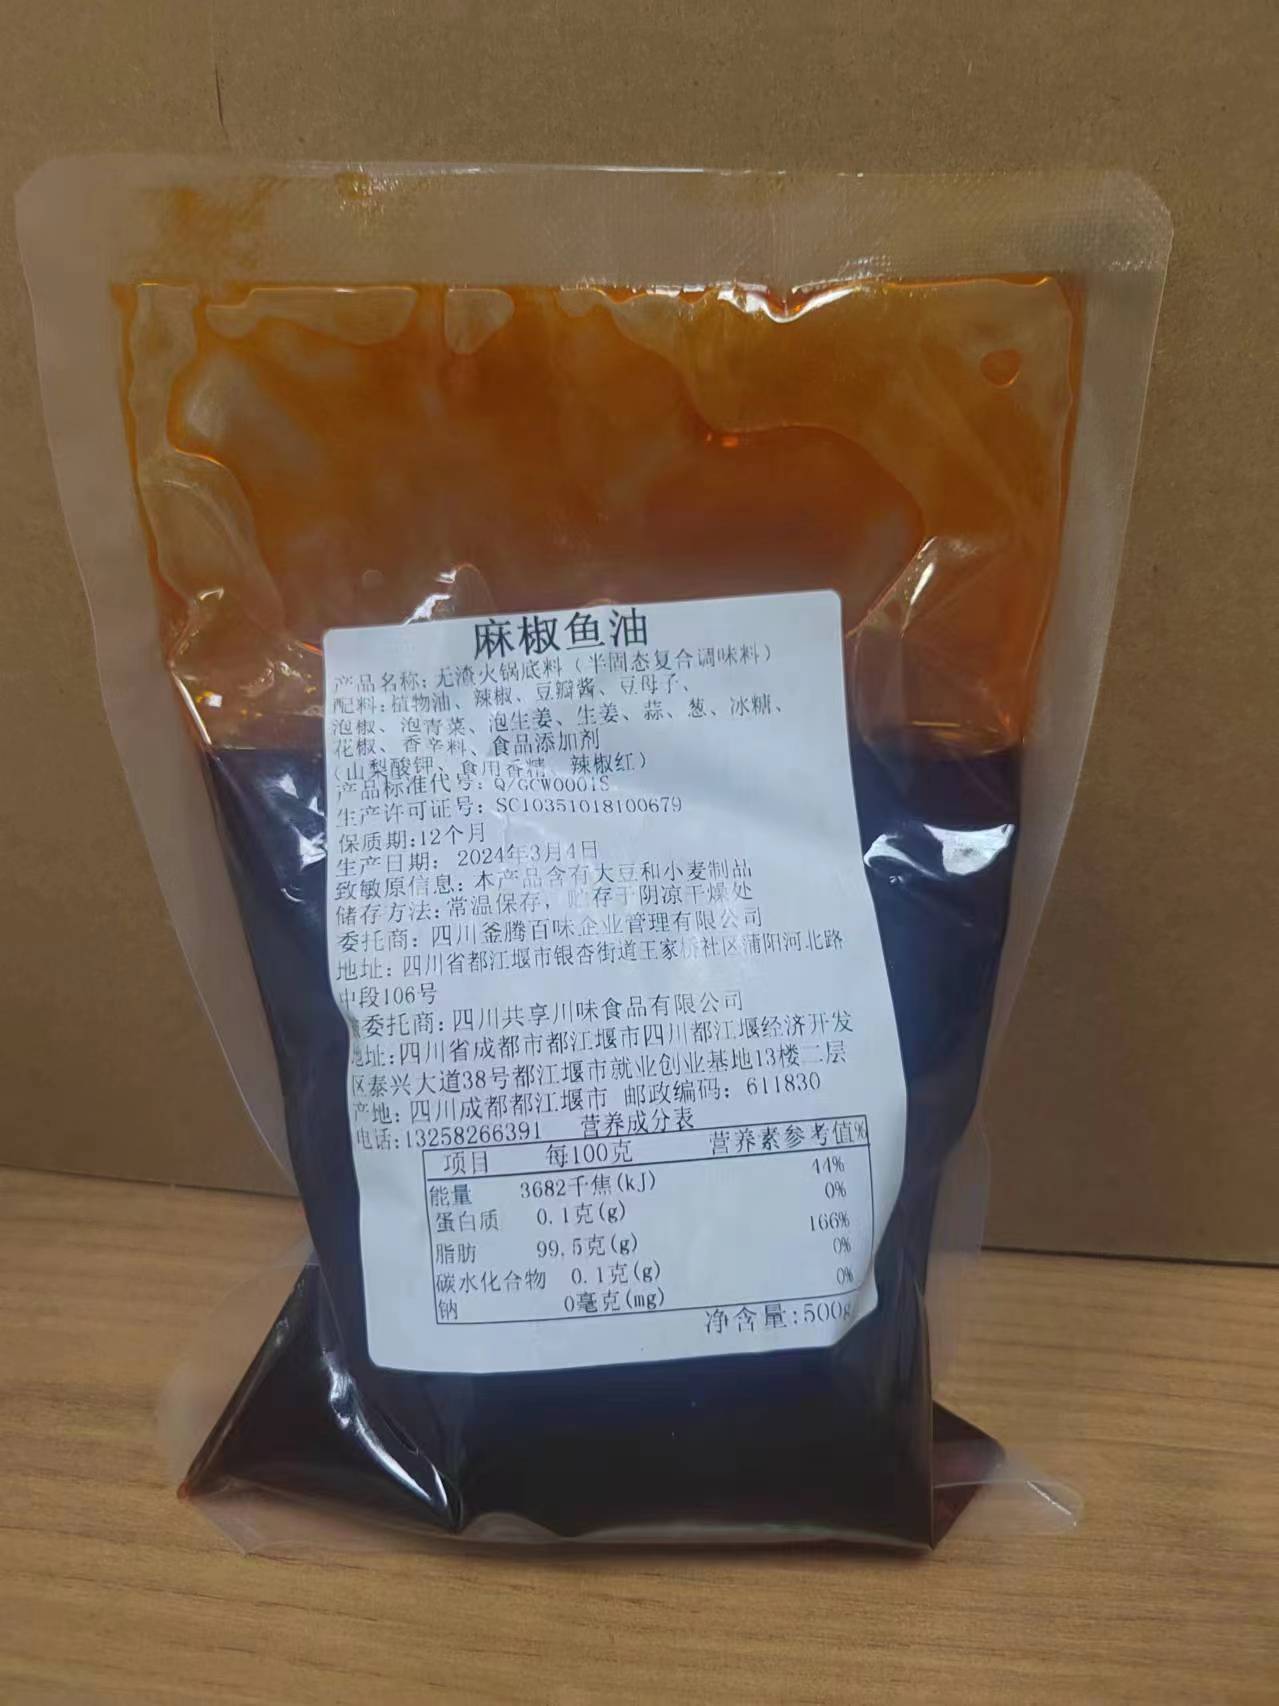 麻椒鱼油
产品名称:无渣火锅底料（半固态复合调味料）
配料:植物油、辣椒、豆瓣酱、豆母子、
泡椒、泡青菜、泡生姜、生姜、蒜、葱、冰糖、
花椒、香辛料、食品添加剂
（山梨酸钾、食用香精、辣椒红）
产品标准代号: Q/GCW0001S
生产许可证号: SC10351018100679
保质期:12个月
生产日期: 2024年3月4日
致敏原信息: 本产品含有大豆和小麦制品
储存方法:常温保存, 贮存于阴凉干燥处
委托商: 四川釜腾百味企业管理有限公司
地址: 四川省都江堰市银杏街道王家桥社区蒲阳河北路
中段106号
委托商:四川共享川味食品有限公司
地址:四川省成都市都江堰市四川都江堰经济开发
区泰兴大道38号都江堰市就业创业基地13楼二层
产地: 四川成都都江堰市 邮政编码: 611830
电话:13258266391 营养成分表
项目 每100克 营养素参考值%
能量 3682千焦(kJ) 44%
蛋白质 0.1克(g) 0%
脂肪 99.5克(g) 166%
碳水化合物 0.1克(g) 0%
钠 0毫克(mg) 0%
净含量:500g